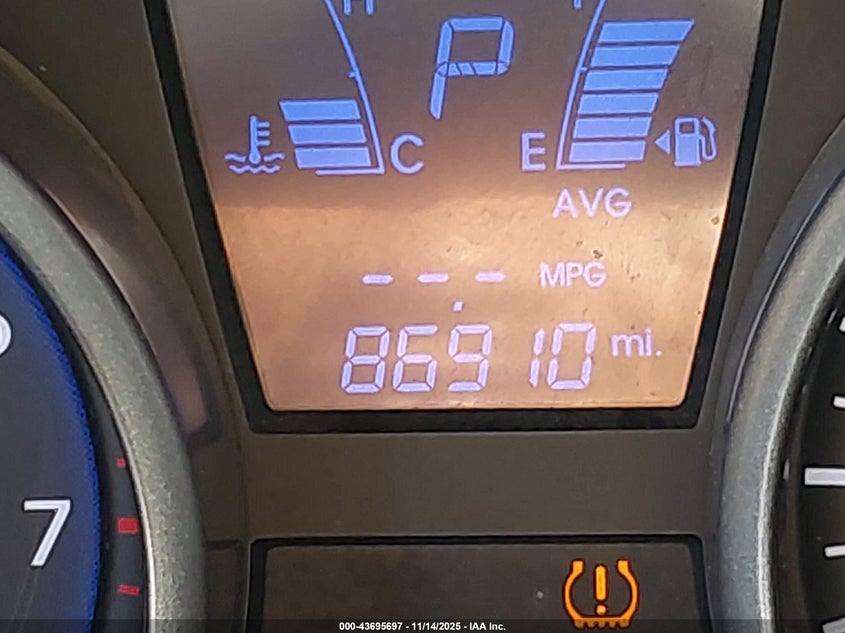 H F
P
C E
AVG
--.- MPG
86910 mi.
7
000-43695697 - 11/14/2025 - IAA Inc.